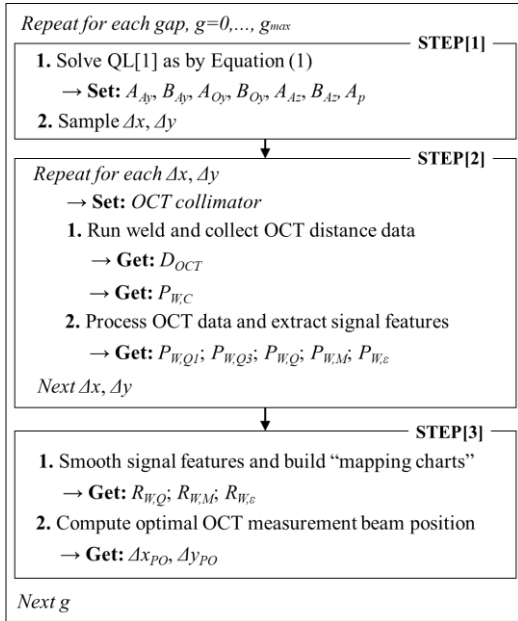 Repeat for each gap, g=0,..., gmax
STEP[1]
1. Solve QL[1] as by Equation (1)
→ Set: AAy, BAy, AOy, BOy, AAz, BAz, Ap
2. Sample Δx, Δy
STEP[2]
Repeat for each Δx, Δy
→ Set: OCT collimator
1. Run weld and collect OCT distance data
→ Get: DOCT
→ Get: PW,C
2. Process OCT data and extract signal features
→ Get: PW,Q1; PW,Q3; PW,Q; PW,M; PW,ε
Next Δx, Δy
STEP[3]
1. Smooth signal features and build “mapping charts”
→ Get: RW,Q; RW,M; RW,ε
2. Compute optimal OCT measurement beam position
→ Get: ΔxPO, ΔyPO
Next g